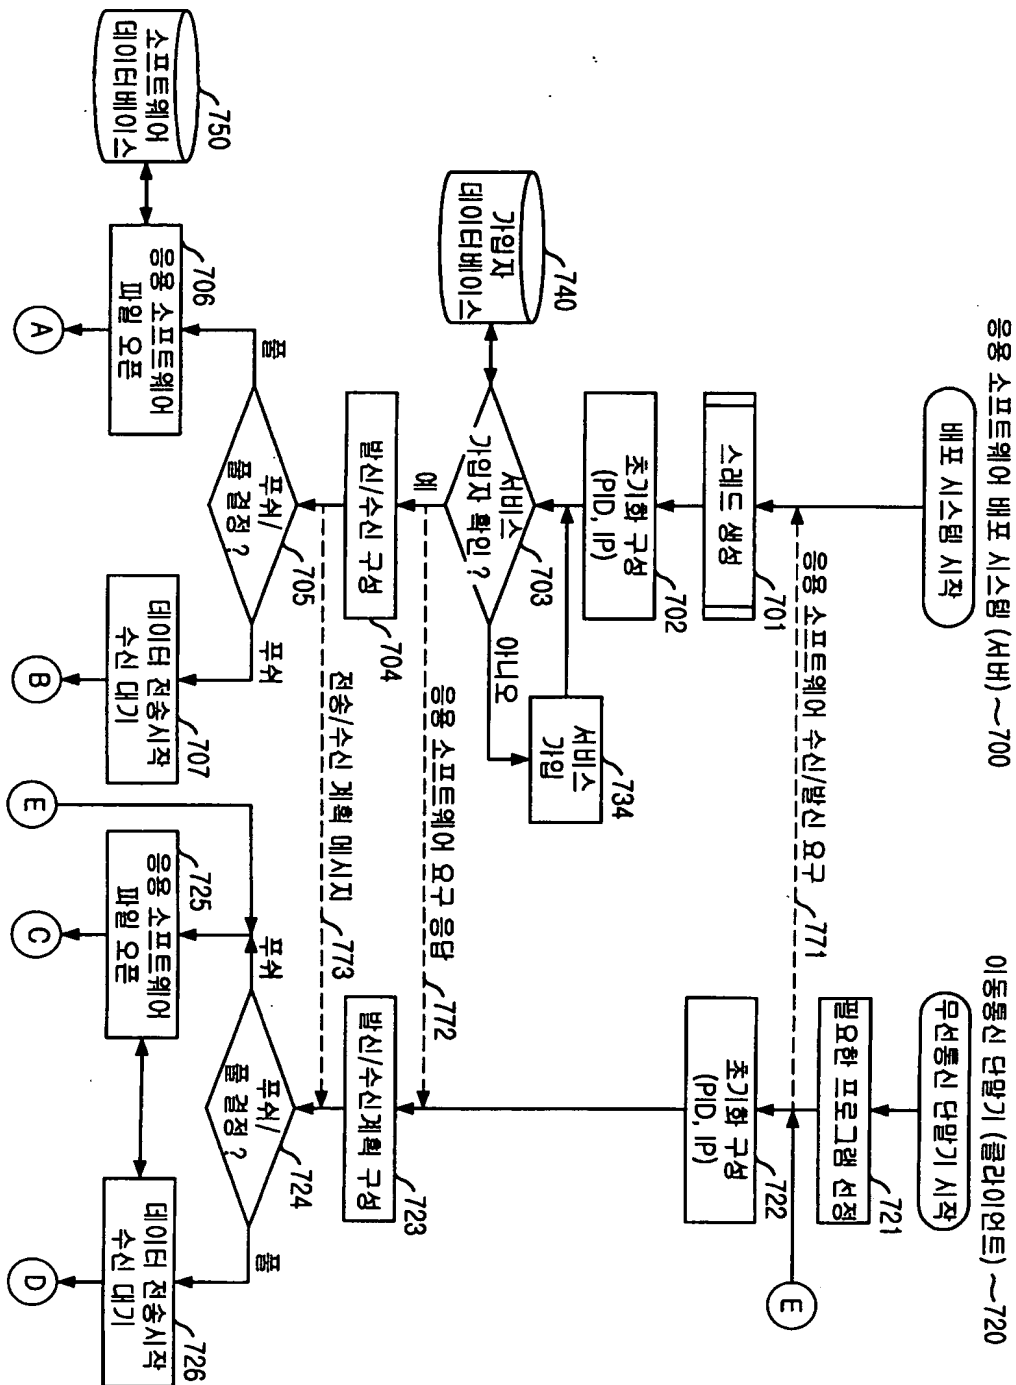 응용 소프트웨어 배포 시스템 (서버)~700
배포 시스템 시작
스레드 생성
701
초기화 구성
(PID, IP)
702
가입자
데이터베이스
740
서비스
가입자 확인 ?
703
아니오
서비스
가입
734
예
발신/수신 구성
704
푸쉬/
풀 결정 ?
705
풀
푸쉬
소프트웨어
데이터베이스
750
응용 소프트웨어
파일 오픈
706
데이터 전송시작
수신 대기
707
A
B
응용 소프트웨어 수신/발신 요구
771
응용 소프트웨어 요구 응답
772
전송/수신 계획 메시지
773
이동통신 단말기 (클라이언트)~720
무선통신 단말기 시작
필요한 프로그램 선정
721
E
초기화 구성
(PID, IP)
722
발신/수신계획 구성
723
푸쉬/
풀 결정 ?
724
푸쉬
풀
응용 소프트웨어
파일 오픈
725
데이터 전송시작
수신 대기
726
E
C
D